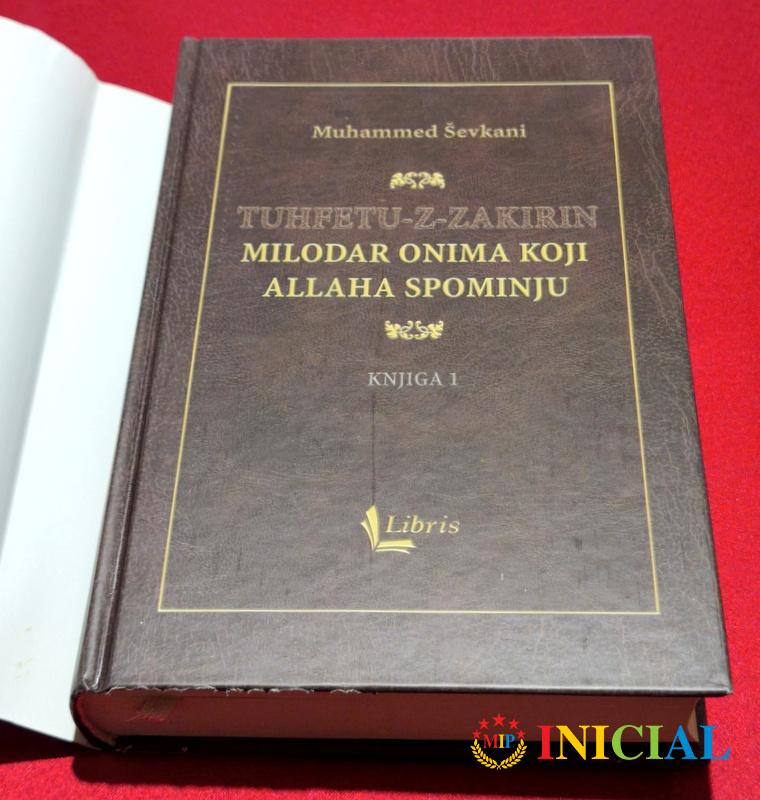 Muhammed Ševkani
TUHFETU-Z-ZAKIRIN
MILODAR ONIMA KOJI
ALLAHA SPOMINJU
KNJIGA 1
Libris
MIP INICIAL